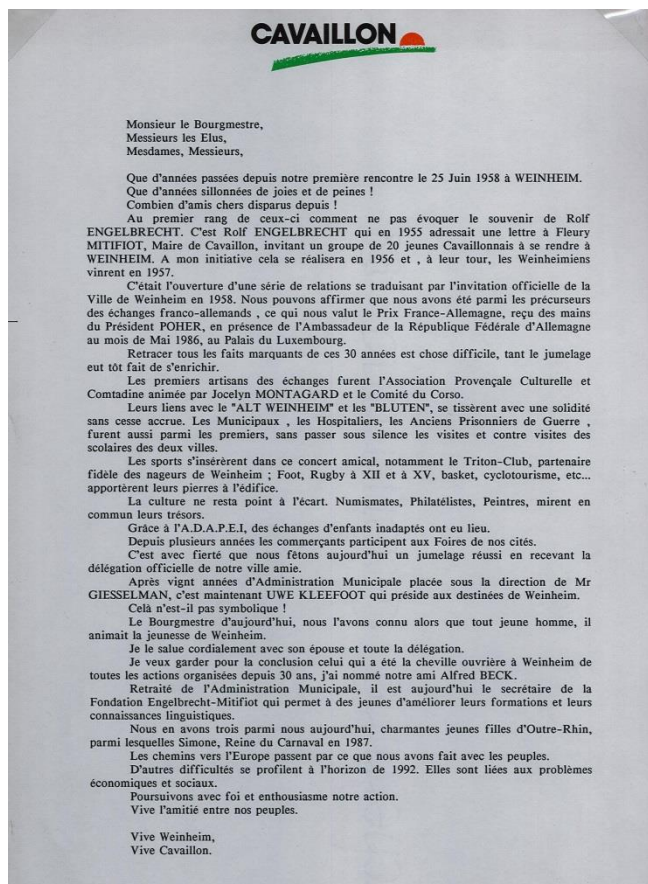 CAVAILLON
Monsieur le Bourgmestre,
Messieurs les Elus,
Mesdames, Messieurs,
Que d'années passées depuis notre première rencontre le 25 Juin 1958 à WEINHEIM.
Que d'années sillonnées de joies et de peines !
Combien d'amis chers disparus depuis !
Au premier rang de ceux-ci comment ne pas évoquer le souvenir de Rolf
ENGELBRECHT. C'est Rolf ENGELBRECHT qui en 1955 adressait une lettre à Fleury
MITIFIOT, Maire de Cavaillon, invitant un groupe de 20 jeunes Cavaillonnais à se rendre à
WEINHEIM. A mon initiative cela se réalisera en 1956 et , à leur tour, les Weinheimiens
vinrent en 1957.
C'était l'ouverture d'une série de relations se traduisant par l'invitation officielle de la
Ville de Weinheim en 1958. Nous pouvons affirmer que nous avons été parmi les précurseurs
des échanges franco-allemands , ce qui nous valut le Prix France-Allemagne, reçu des mains
du Président POHER, en présence de l'Ambassadeur de la République Fédérale d'Allemagne
au mois de Mai 1986, au Palais du Luxembourg.
Retracer tous les faits marquants de ces 30 années est chose difficile, tant le jumelage
eut tôt fait de s'enrichir.
Les premiers artisans des échanges furent l'Association Provençale Culturelle et
Comtadine animée par Jocelyn MONTAGARD et le Comité du Corso.
Leurs liens avec le "ALT WEINHEIM" et les "BLUTEN", se tissèrent avec une solidité
sans cesse accrue. Les Municipaux , les Hospitaliers, les Anciens Prisonniers de Guerre ,
furent aussi parmi les premiers, sans passer sous silence les visites et contre visites des
scolaires des deux villes.
Les sports s'insérèrent dans ce concert amical, notamment le Triton-Club, partenaire
fidèle des nageurs de Weinheim ; Foot, Rugby à XII et à XV, basket, cyclotourisme, etc...
apportèrent leurs pierres à l'édifice.
La culture ne resta point à l'écart. Numismates, Philatélistes, Peintres, mirent en
commun leurs trésors.
Grâce à l'A.D.A.P.E.I, des échanges d'enfants inadaptés ont eu lieu.
Depuis plusieurs années les commerçants participent aux Foires de nos cités.
C'est avec fierté que nous fêtons aujourd'hui un jumelage réussi en recevant la
délégation officielle de notre ville amie.
Après vignt années d'Administration Municipale placée sous la direction de Mr
GIESSELMAN, c'est maintenant UWE KLEEFOOT qui préside aux destinées de Weinheim.
Celà n'est-il pas symbolique !
Le Bourgmestre d'aujourd'hui, nous l'avons connu alors que tout jeune homme, il
animait la jeunesse de Weinheim.
Je le salue cordialement avec son épouse et toute la délégation.
Je veux garder pour la conclusion celui qui a été la cheville ouvrière à Weinheim de
toutes les actions organisées depuis 30 ans, j'ai nommé notre ami Alfred BECK.
Retraité de l'Administration Municipale, il est aujourd'hui le secrétaire de la
Fondation Engelbrecht-Mitifiot qui permet à des jeunes d'améliorer leurs formations et leurs
connaissances linguistiques.
Nous en avons trois parmi nous aujourd'hui, charmantes jeunes filles d'Outre-Rhin,
parmi lesquelles Simone, Reine du Carnaval en 1987.
Les chemins vers l'Europe passent par ce que nous avons fait avec les peuples.
D'autres difficultés se profilent à l'horizon de 1992. Elles sont liées aux problèmes
économiques et sociaux.
Poursuivons avec foi et enthousiasme notre action.
Vive l'amitié entre nos peuples.
Vive Weinheim,
Vive Cavaillon.